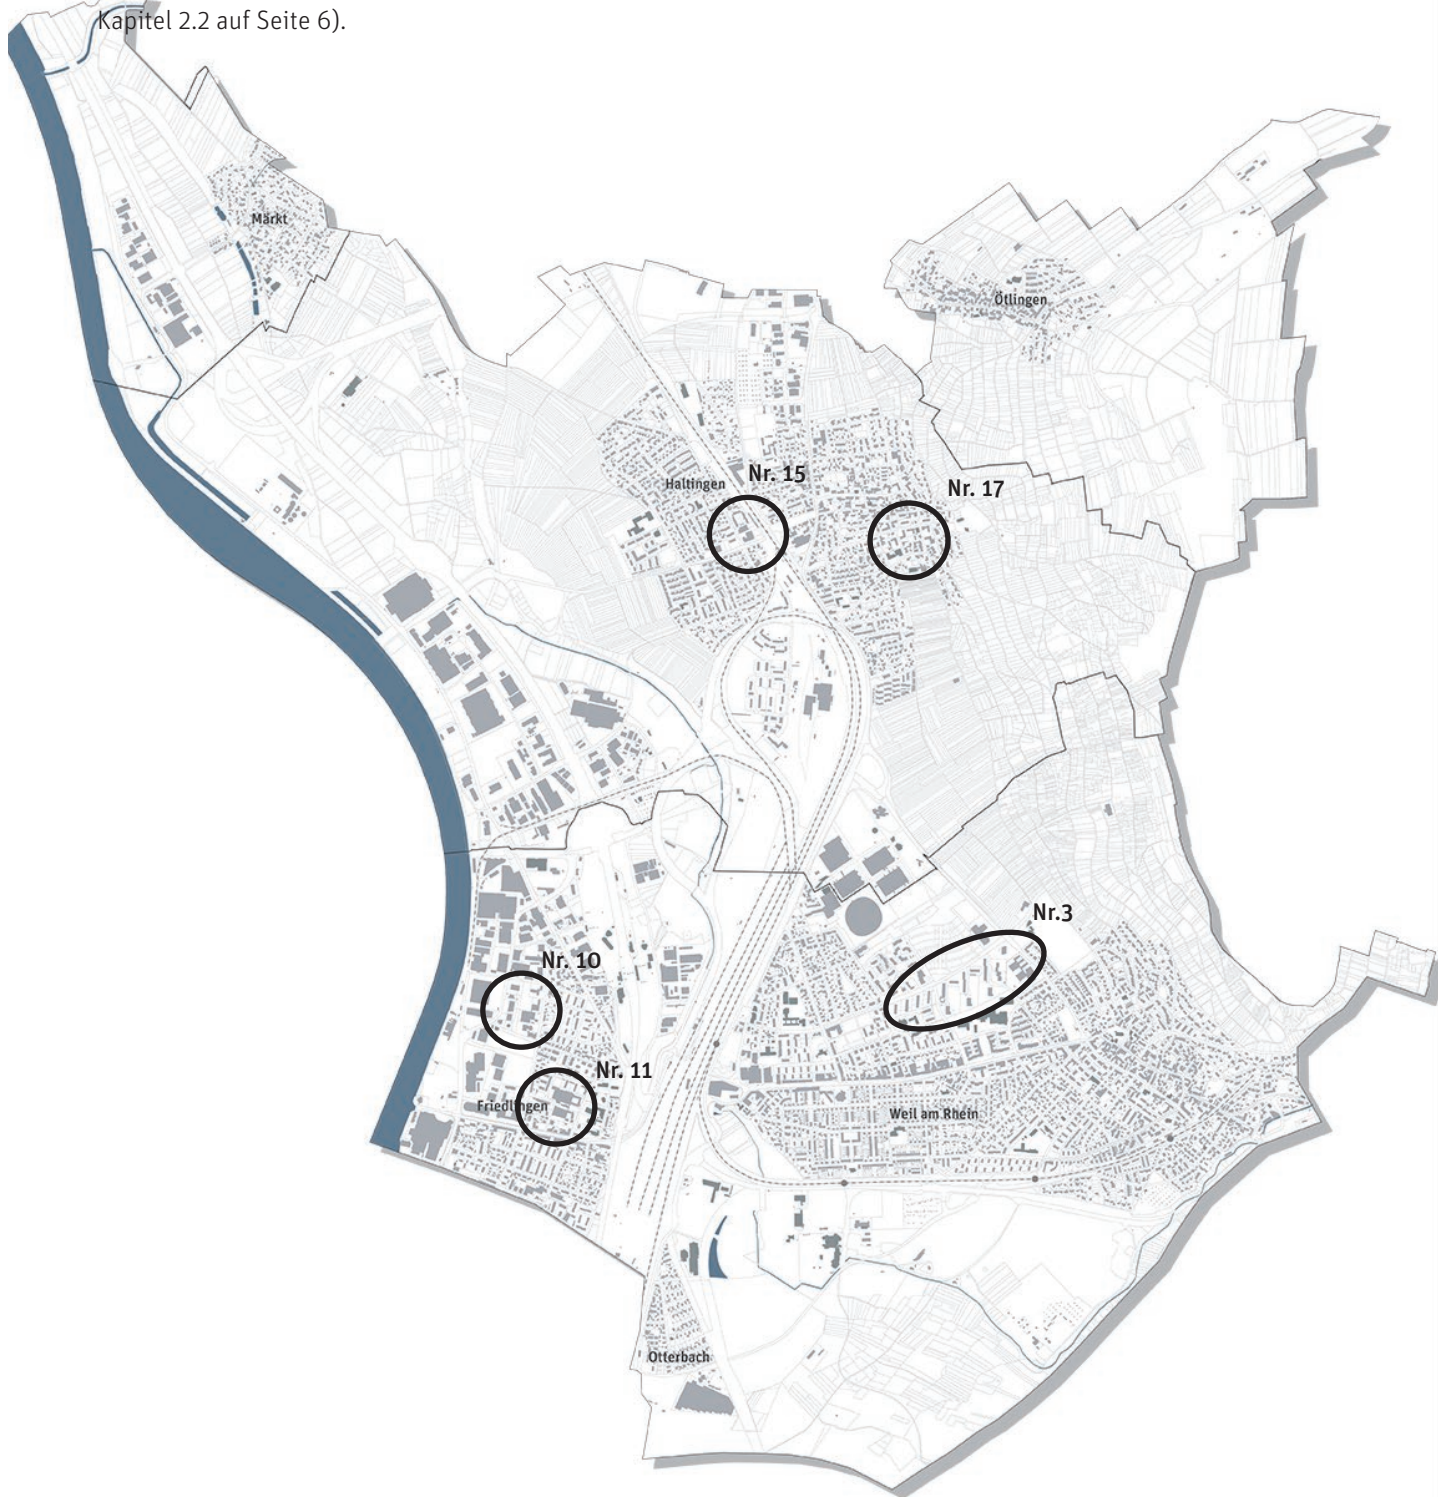 Kapitel 2.2 auf Seite 6).
Märkt
Ötlingen
Haltingen
Nr. 15
Nr. 17
Nr.3
Nr. 10
Nr. 11
Friedlingen
Weil am Rhein
Otterbach